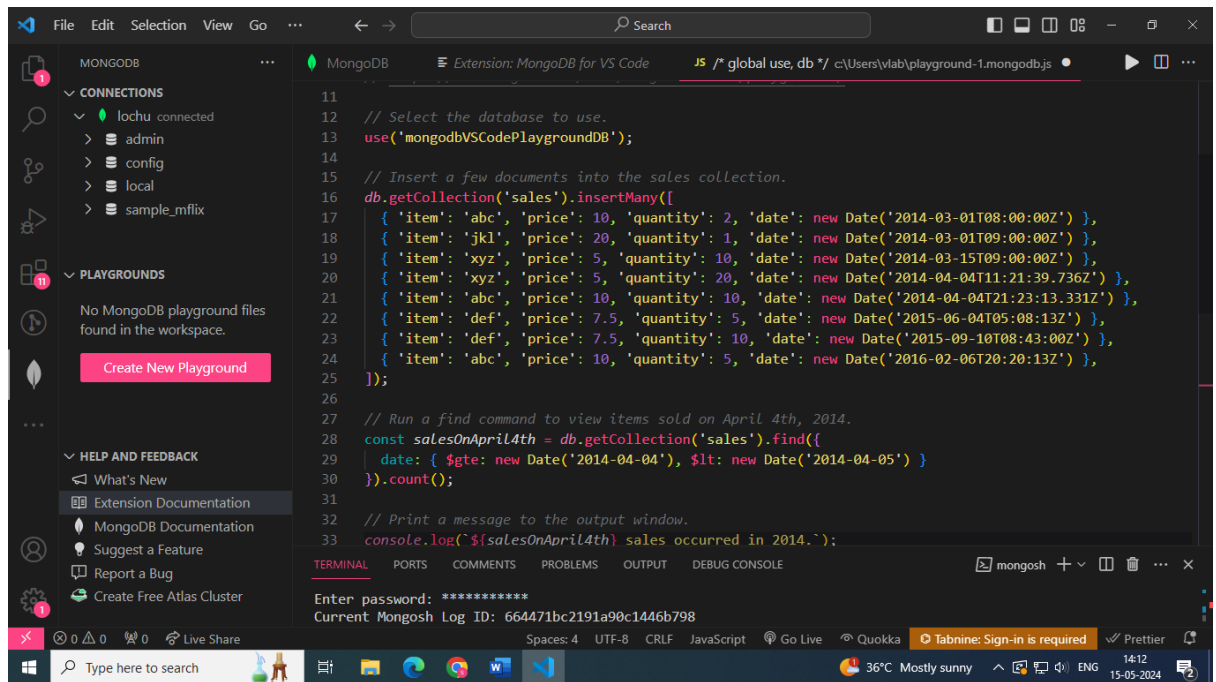 File Edit Selection View Go ··· Search
MONGODB ···
MongoDB Extension: MongoDB for VS Code JS /* global use, db */ c:\Users\vlab\playground-1.mongodb.js ●
CONNECTIONS
lochu connected
admin
config
local
sample_mflix
PLAYGROUNDS
No MongoDB playground files
found in the workspace.
Create New Playground
HELP AND FEEDBACK
What's New
Extension Documentation
MongoDB Documentation
Suggest a Feature
Report a Bug
Create Free Atlas Cluster
1
11
1
11
12 // Select the database to use.
13 use('mongodbVSCodePlaygroundDB');
14
15 // Insert a few documents into the sales collection.
16 db.getCollection('sales').insertMany([
17 { 'item': 'abc', 'price': 10, 'quantity': 2, 'date': new Date('2014-03-01T08:00:00Z') },
18 { 'item': 'jkl', 'price': 20, 'quantity': 1, 'date': new Date('2014-03-01T09:00:00Z') },
19 { 'item': 'xyz', 'price': 5, 'quantity': 10, 'date': new Date('2014-03-15T09:00:00Z') },
20 { 'item': 'xyz', 'price': 5, 'quantity': 20, 'date': new Date('2014-04-04T11:21:39.736Z') },
21 { 'item': 'abc', 'price': 10, 'quantity': 10, 'date': new Date('2014-04-04T21:23:13.331Z') },
22 { 'item': 'def', 'price': 7.5, 'quantity': 5, 'date': new Date('2015-06-04T05:08:13Z') },
23 { 'item': 'def', 'price': 7.5, 'quantity': 10, 'date': new Date('2015-09-10T08:43:00Z') },
24 { 'item': 'abc', 'price': 10, 'quantity': 5, 'date': new Date('2016-02-06T20:20:13Z') },
25 ]);
26
27 // Run a find command to view items sold on April 4th, 2014.
28 const salesOnApril4th = db.getCollection('sales').find({
29 date: { $gte: new Date('2014-04-04'), $lt: new Date('2014-04-05') }
30 }).count();
31
32 // Print a message to the output window.
33 console.log(`${salesOnApril4th} sales occurred in 2014.`);
TERMINAL PORTS COMMENTS PROBLEMS OUTPUT DEBUG CONSOLE mongosh
Enter password: ***********
Current Mongosh Log ID: 664471bc2191a90c1446b798
0 0 0 Live Share Spaces: 4 UTF-8 CRLF JavaScript Go Live Quokka Tabnine: Sign-in is required Prettier
Type here to search 36°C Mostly sunny ENG 14:12
15-05-2024 2